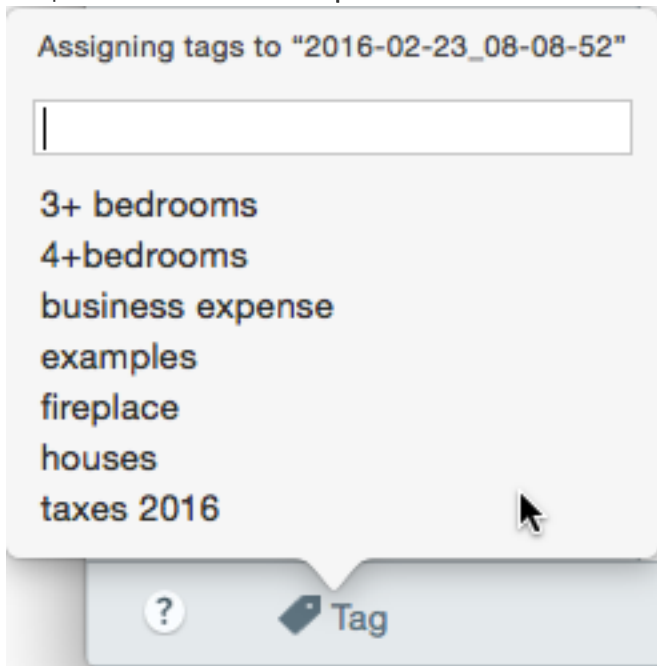 Assigning tags to “2016-02-23_08-08-52”
3+ bedrooms
4+bedrooms
business expense
examples
fireplace
houses
taxes 2016
? Tag